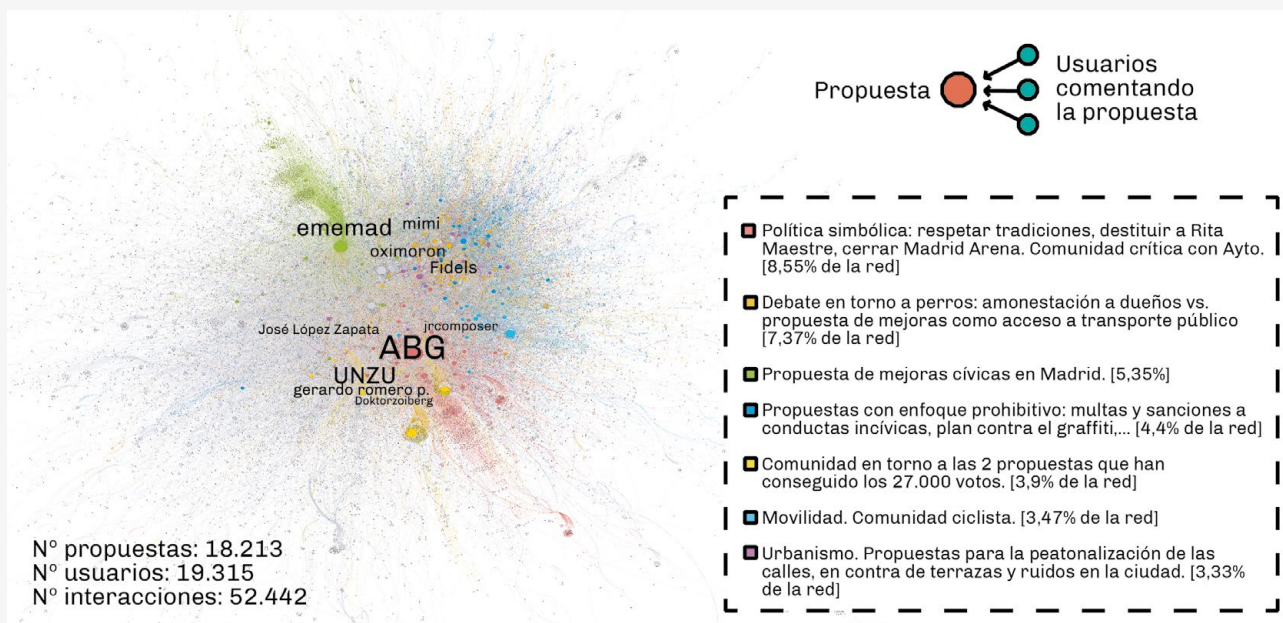 Propuesta
Usuarios
comentando
la propuesta
ememad
mimi
oximoron
Fidels
José López Zapata
jrcomposer
ABG
UNZU
gerardo romero p.
Doktorzoiberg
Política simbólica: respetar tradiciones, destituir a Rita
Maestre, cerrar Madrid Arena. Comunidad crítica con Ayto.
[8,55% de la red]
Debate en torno a perros: amonestación a dueños vs.
propuesta de mejoras como acceso a transporte público
[7,37% de la red]
Propuesta de mejoras cívicas en Madrid. [5,35%]
Propuestas con enfoque prohibitivo: multas y sanciones a
conductas incívicas, plan contra el graffiti,... [4,4% de la red]
Comunidad en torno a las 2 propuestas que han
conseguido los 27.000 votos. [3,9% de la red]
Movilidad. Comunidad ciclista. [3,47% de la red]
Urbanismo. Propuestas para la peatonalización de las
calles, en contra de terrazas y ruidos en la ciudad. [3,33%
de la red]
Nº propuestas: 18.213
Nº usuarios: 19.315
Nº interacciones: 52.442